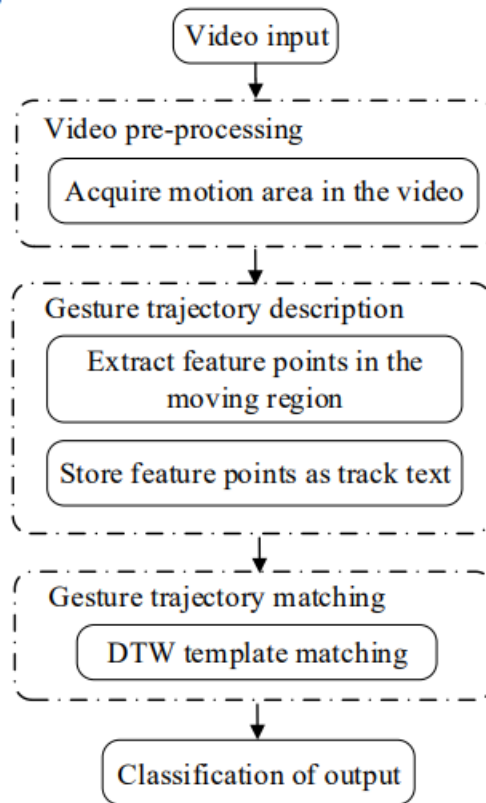 Video input
Video pre-processing
Acquire motion area in the video
Gesture trajectory description
Extract feature points in the
moving region
Store feature points as track text
Gesture trajectory matching
DTW template matching
Classification of output